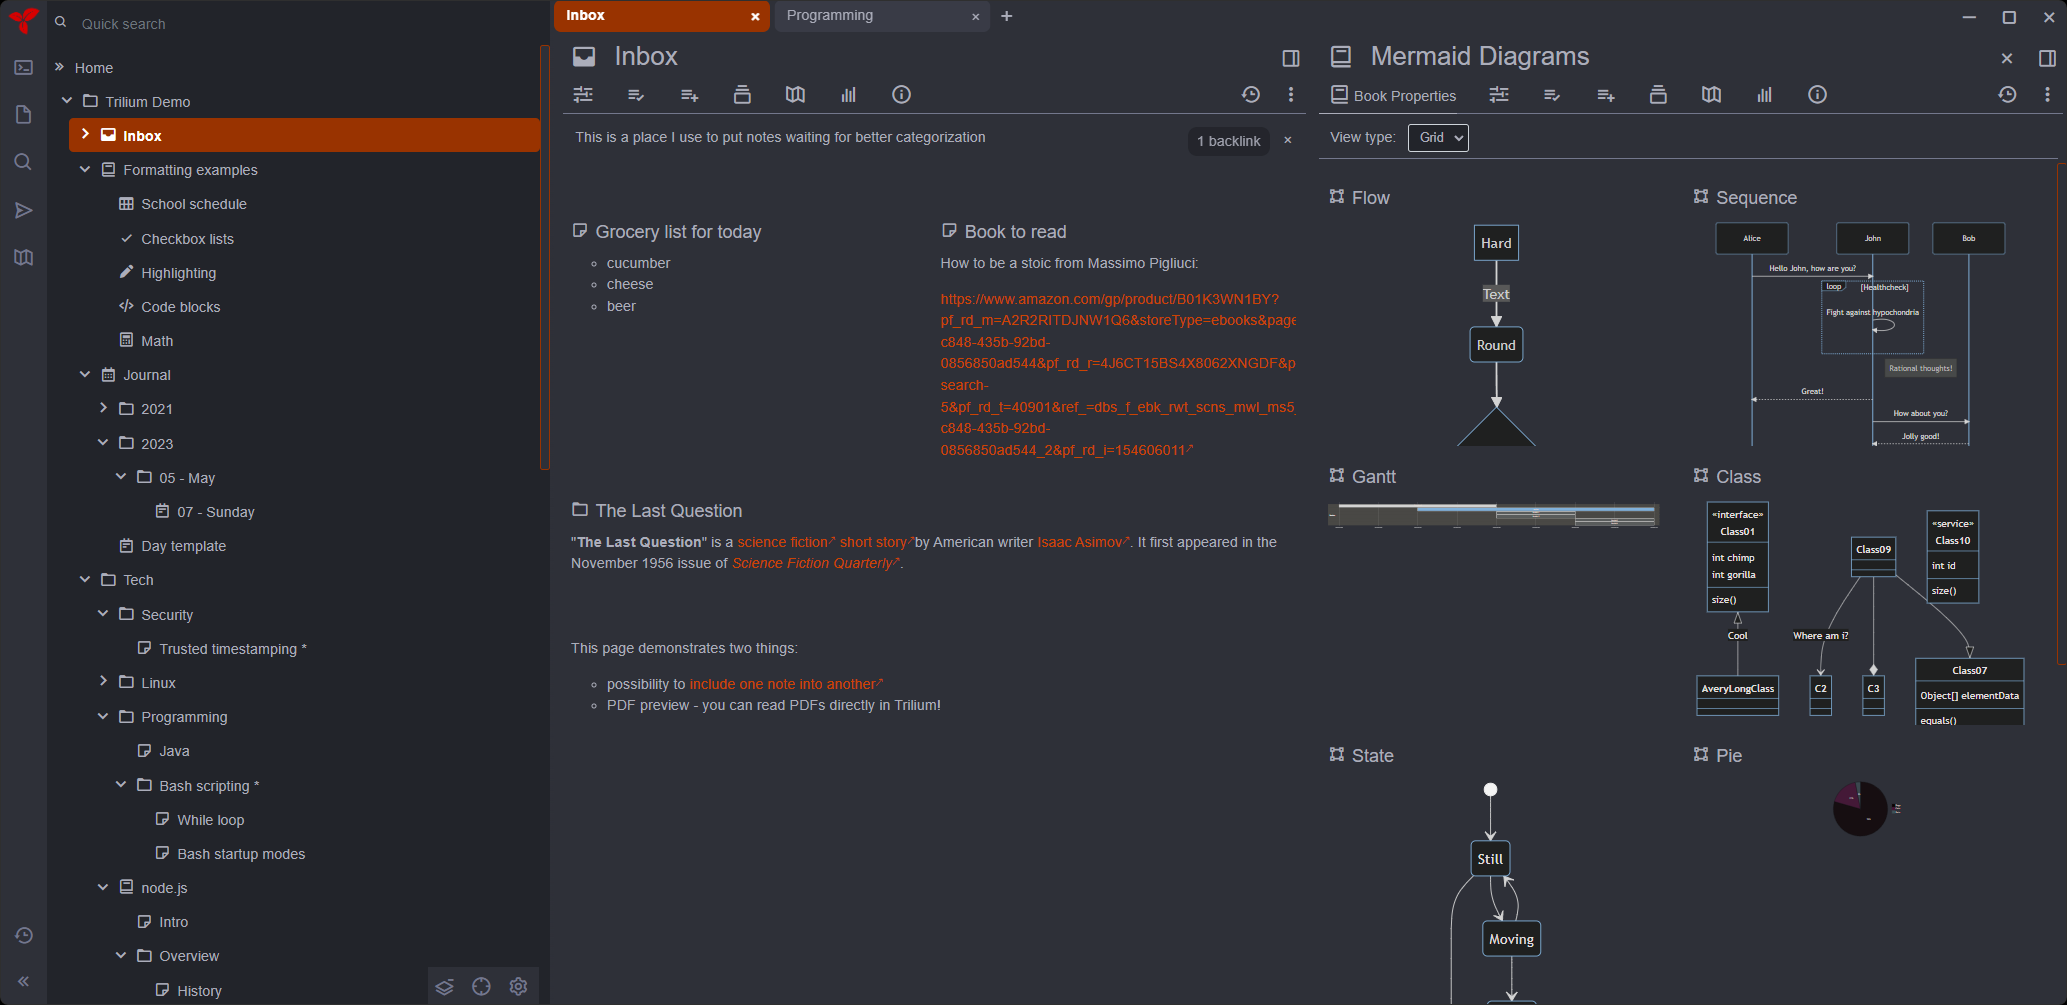 Quick search
Home
Trilium Demo
Inbox
Formatting examples
School schedule
Checkbox lists
Highlighting
Code blocks
Math
Journal
2021
2023
05 - May
07 - Sunday
Day template
Tech
Security
Trusted timestamping *
Linux
Programming
Java
Bash scripting *
While loop
Bash startup modes
node.js
Intro
Overview
History
Inbox
Programming
Inbox
This is a place I use to put notes waiting for better categorization
1 backlink
Grocery list for today
cucumber
cheese
beer
Book to read
How to be a stoic from Massimo Pigliuci:
https://www.amazon.com/gp/product/B01K3WN1BY?
pf_rd_m=A2R2RITDJNW1Q6&storeType=ebooks&page
c848-435b-92bd-
0856850ad544&pf_rd_r=4J6CT15BS4X8062XNGDF&p
search-
5&pf_rd_t=40901&ref_=dbs_f_ebk_rwt_scns_mwl_ms5_
c848-435b-92bd-
0856850ad544_2&pf_rd_i=154606011
The Last Question
"The Last Question" is a science fiction short story by American writer Isaac Asimov. It first appeared in the
November 1956 issue of Science Fiction Quarterly.
This page demonstrates two things:
possibility to include one note into another
PDF preview - you can read PDFs directly in Trilium!
Mermaid Diagrams
Book Properties
View type:
Grid
Flow
Hard
Text
Round
Sequence
Alice
John
Bob
Hello John, how are you?
loop
[Healthcheck]
Fight against hypochondria
Rational thoughts!
Great!
How about you?
Jolly good!
Gantt
Class
«interface»
Class01
int chimp
int gorilla
size()
Class09
«service»
Class10
int id
size()
Cool
Where am i?
AveryLongClass
C2
C3
Class07
Object[] elementData
equals()
State
Still
Moving
Pie